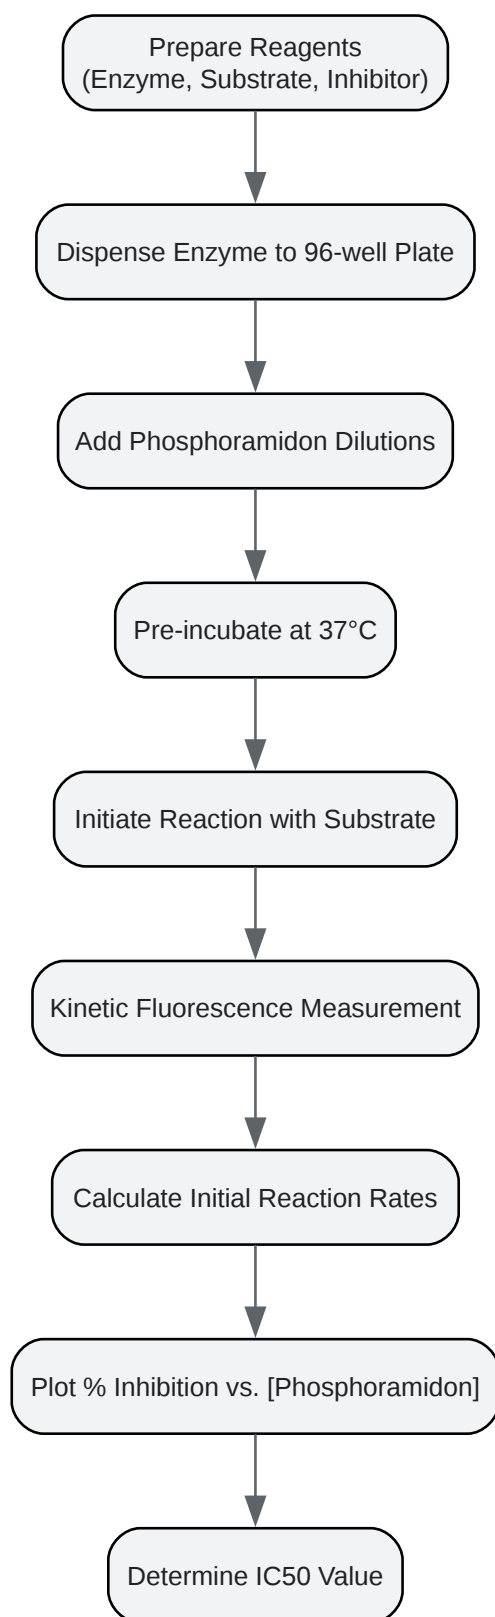 Prepare Reagents
(Enzyme, Substrate, Inhibitor)
Dispense Enzyme to 96-well Plate
Add Phosphoramidon Dilutions
Pre-incubate at 37°C
Initiate Reaction with Substrate
Kinetic Fluorescence Measurement
Calculate Initial Reaction Rates
Plot % Inhibition vs. [Phosphoramidon]
Determine IC50 Value